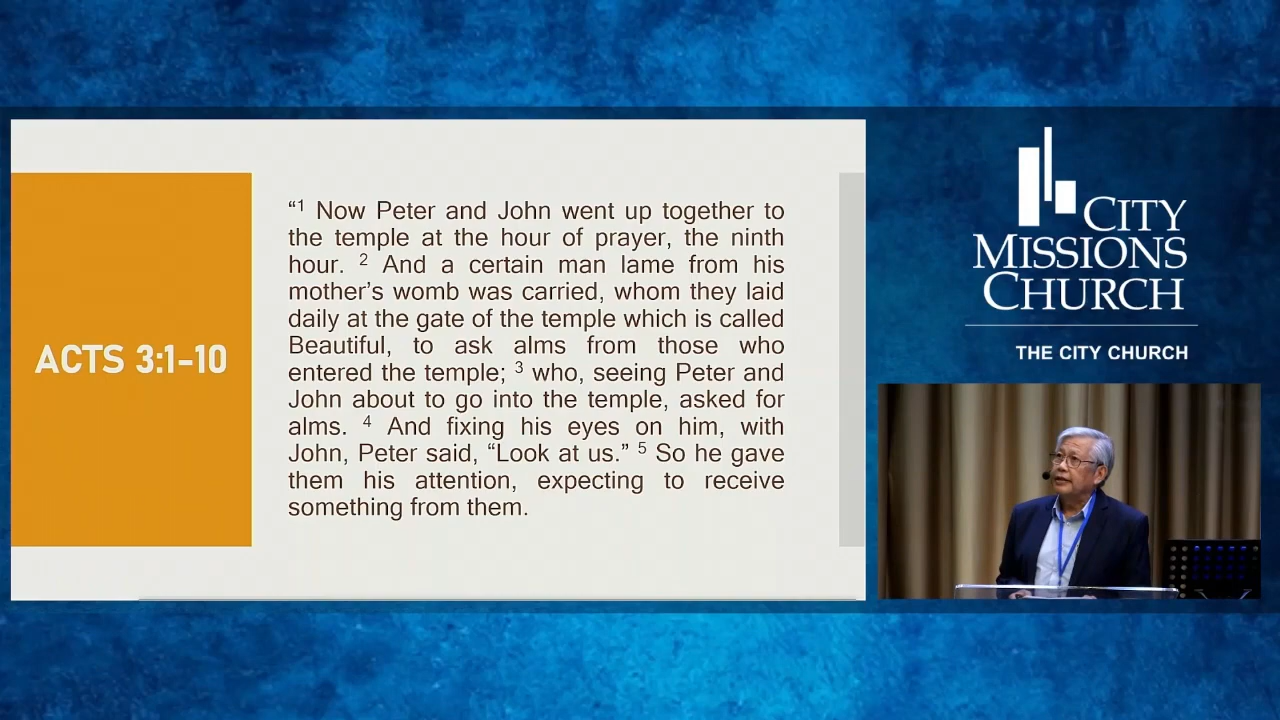 ACTS 3:1-10
“1 Now Peter and John went up together to
the temple at the hour of prayer, the ninth
hour. 2 And a certain man lame from his
mother’s womb was carried, whom they laid
daily at the gate of the temple which is called
Beautiful, to ask alms from those who
entered the temple; 3 who, seeing Peter and
John about to go into the temple, asked for
alms. 4 And fixing his eyes on him, with
John, Peter said, “Look at us.” 5 So he gave
them his attention, expecting to receive
something from them.
CITY
MISSIONS
CHURCH
THE CITY CHURCH